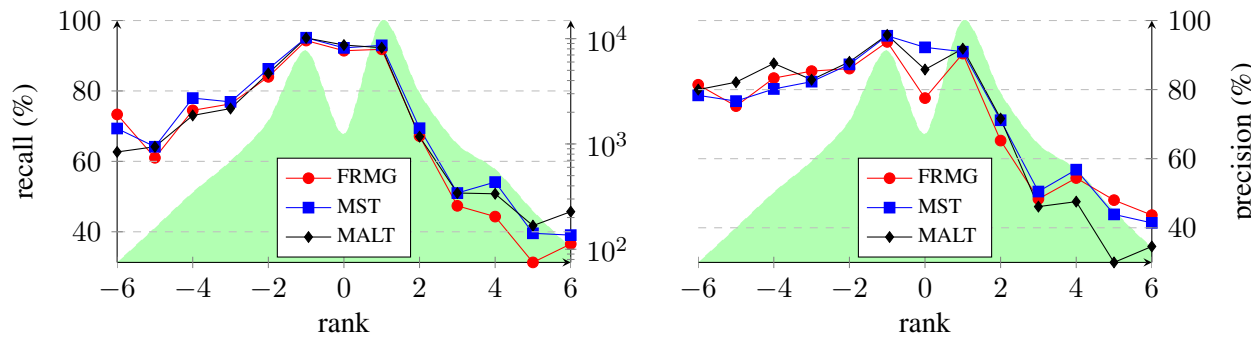 100
80
60
40
recall (%)
10^4
10^3
10^2
FRMG
MST
MALT
−6 −4 −2 0 2 4 6
rank
100
80
60
40
precision (%)
FRMG
MST
MALT
−6 −4 −2 0 2 4 6
rank